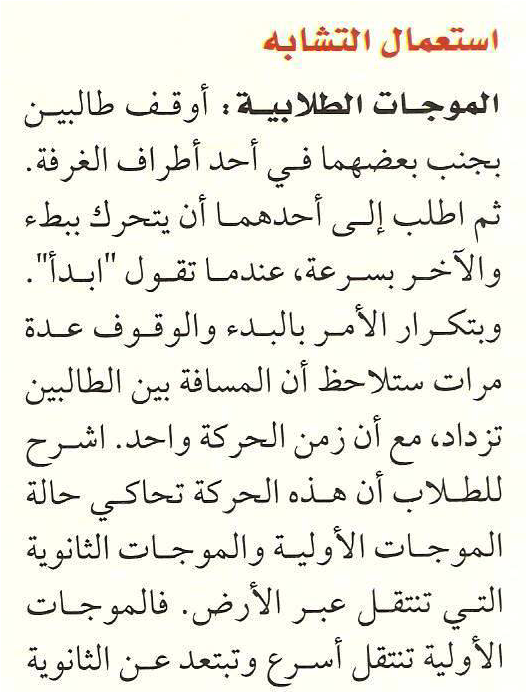 استعمال التشابه
الموجات الطلابية: أوقف طالبين
بجنب بعضهما في أحد أطراف الغرفة.
ثم اطلب إلى أحدهما أن يتحرك ببطء
والآخر بسرعة، عندما تقول "ابدأ".
وبتكرار الأمر بالبدء والوقوف عدة
مرات ستلاحظ أن المسافة بين الطالبين
تزداد، مع أن زمن الحركة واحد. اشرح
للطلاب أن هذه الحركة تحاكي حالة
الموجات الأولية والموجات الثانوية
التي تنتقل عبر الأرض. فالموجات
الأولية تنتقل أسرع وتبتعد عن الثانوية